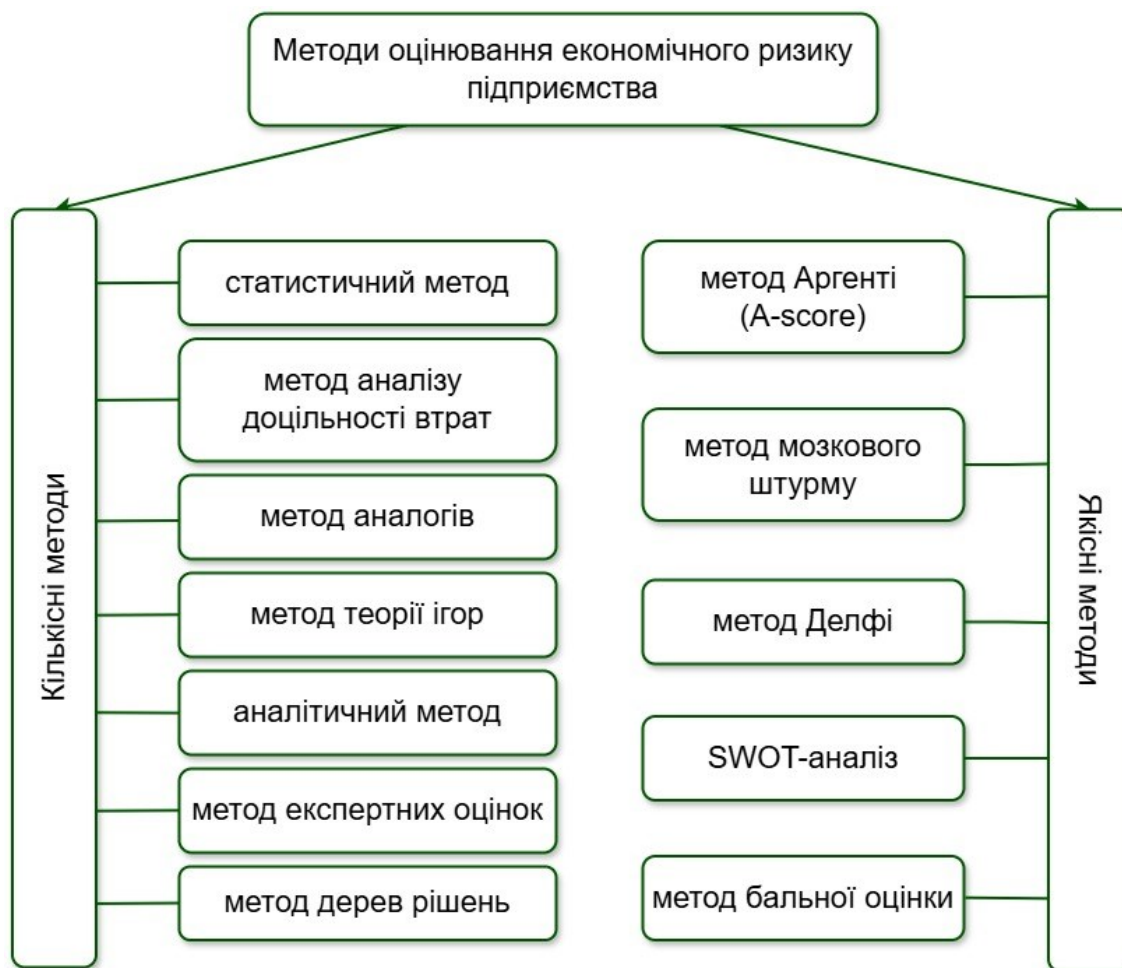 Методи оцінювання економічного ризику
підприємства
Кількісні методи
статистичний метод
метод аналізу
доцільності втрат
метод аналогів
метод теорії ігор
аналітичний метод
метод експертних оцінок
метод дерев рішень
метод Аргенті
(A-score)
метод мозкового
штурму
метод Делфі
SWOT-аналіз
метод бальної оцінки
Якісні методи